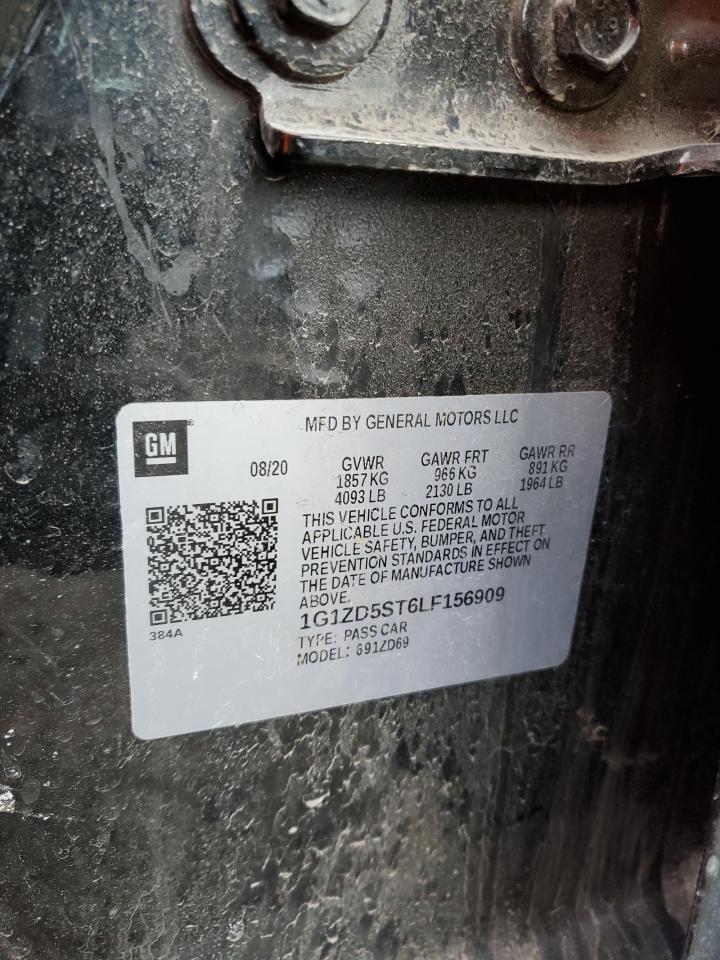 GM
®
MFD BY GENERAL MOTORS LLC
08/20
GVWR GAWR FRT GAWR RR
1857 KG 966 KG 891 KG
4093 LB 2130 LB 1964 LB
THIS VEHICLE CONFORMS TO ALL
APPLICABLE U.S. FEDERAL MOTOR
VEHICLE SAFETY, BUMPER, AND THEFT
PREVENTION STANDARDS IN EFFECT ON
THE DATE OF MANUFACTURE SHOWN
ABOVE.
1G1ZD5ST6LF156909
TYPE: PASS CAR
MODEL: 691ZD69
384A